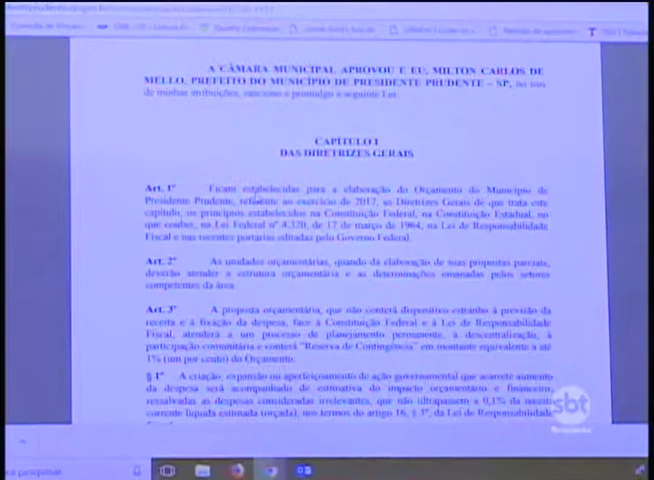 A CÂMARA MUNICIPAL APROVOU E EU, MILTON CARLOS DE
MELLO, PREFEITO DO MUNICÍPIO DE PRESIDENTE PRUDENTE – SP, no uso
de minhas atribuições, sanciono e promulgo a seguinte Lei:
CAPÍTULO I
DAS DIRETRIZES GERAIS
Art. 1º Ficam estabelecidas para a elaboração do Orçamento do Município de
Presidente Prudente, referente ao exercício de 2017, as Diretrizes Gerais de que trata este
capítulo, os princípios estabelecidos na Constituição Federal, na Constituição Estadual, no
que couber, na Lei Federal nº 4.320, de 17 de março de 1964, na Lei de Responsabilidade
Fiscal e nas recentes portarias editadas pelo Governo Federal.
Art. 2º As unidades orçamentárias, quando da elaboração de suas propostas parciais,
deverão atender a estrutura orçamentária e as determinações emanadas pelos setores
competentes da área.
Art. 3º A proposta orçamentária, que não conterá dispositivo estranho à previsão da
receita e à fixação da despesa, face à Constituição Federal e à Lei de Responsabilidade
Fiscal, atenderá a um processo de planejamento permanente, à descentralização, à
participação comunitária e conterá "Reserva de Contingência" em montante equivalente a até
1% (um por cento) do Orçamento.
§ 1º A criação, expansão ou aperfeiçoamento de ação governamental que acarrete aumento
da despesa será acompanhado de estimativa do impacto orçamentário e financeiro,
ressalvadas as despesas consideradas irrelevantes, que não ultrapassem a 0,1% da receita
corrente líquida estimada (orçada), nos termos do artigo 16, § 3º, da Lei de Responsabilidade
sbt
pesquisar